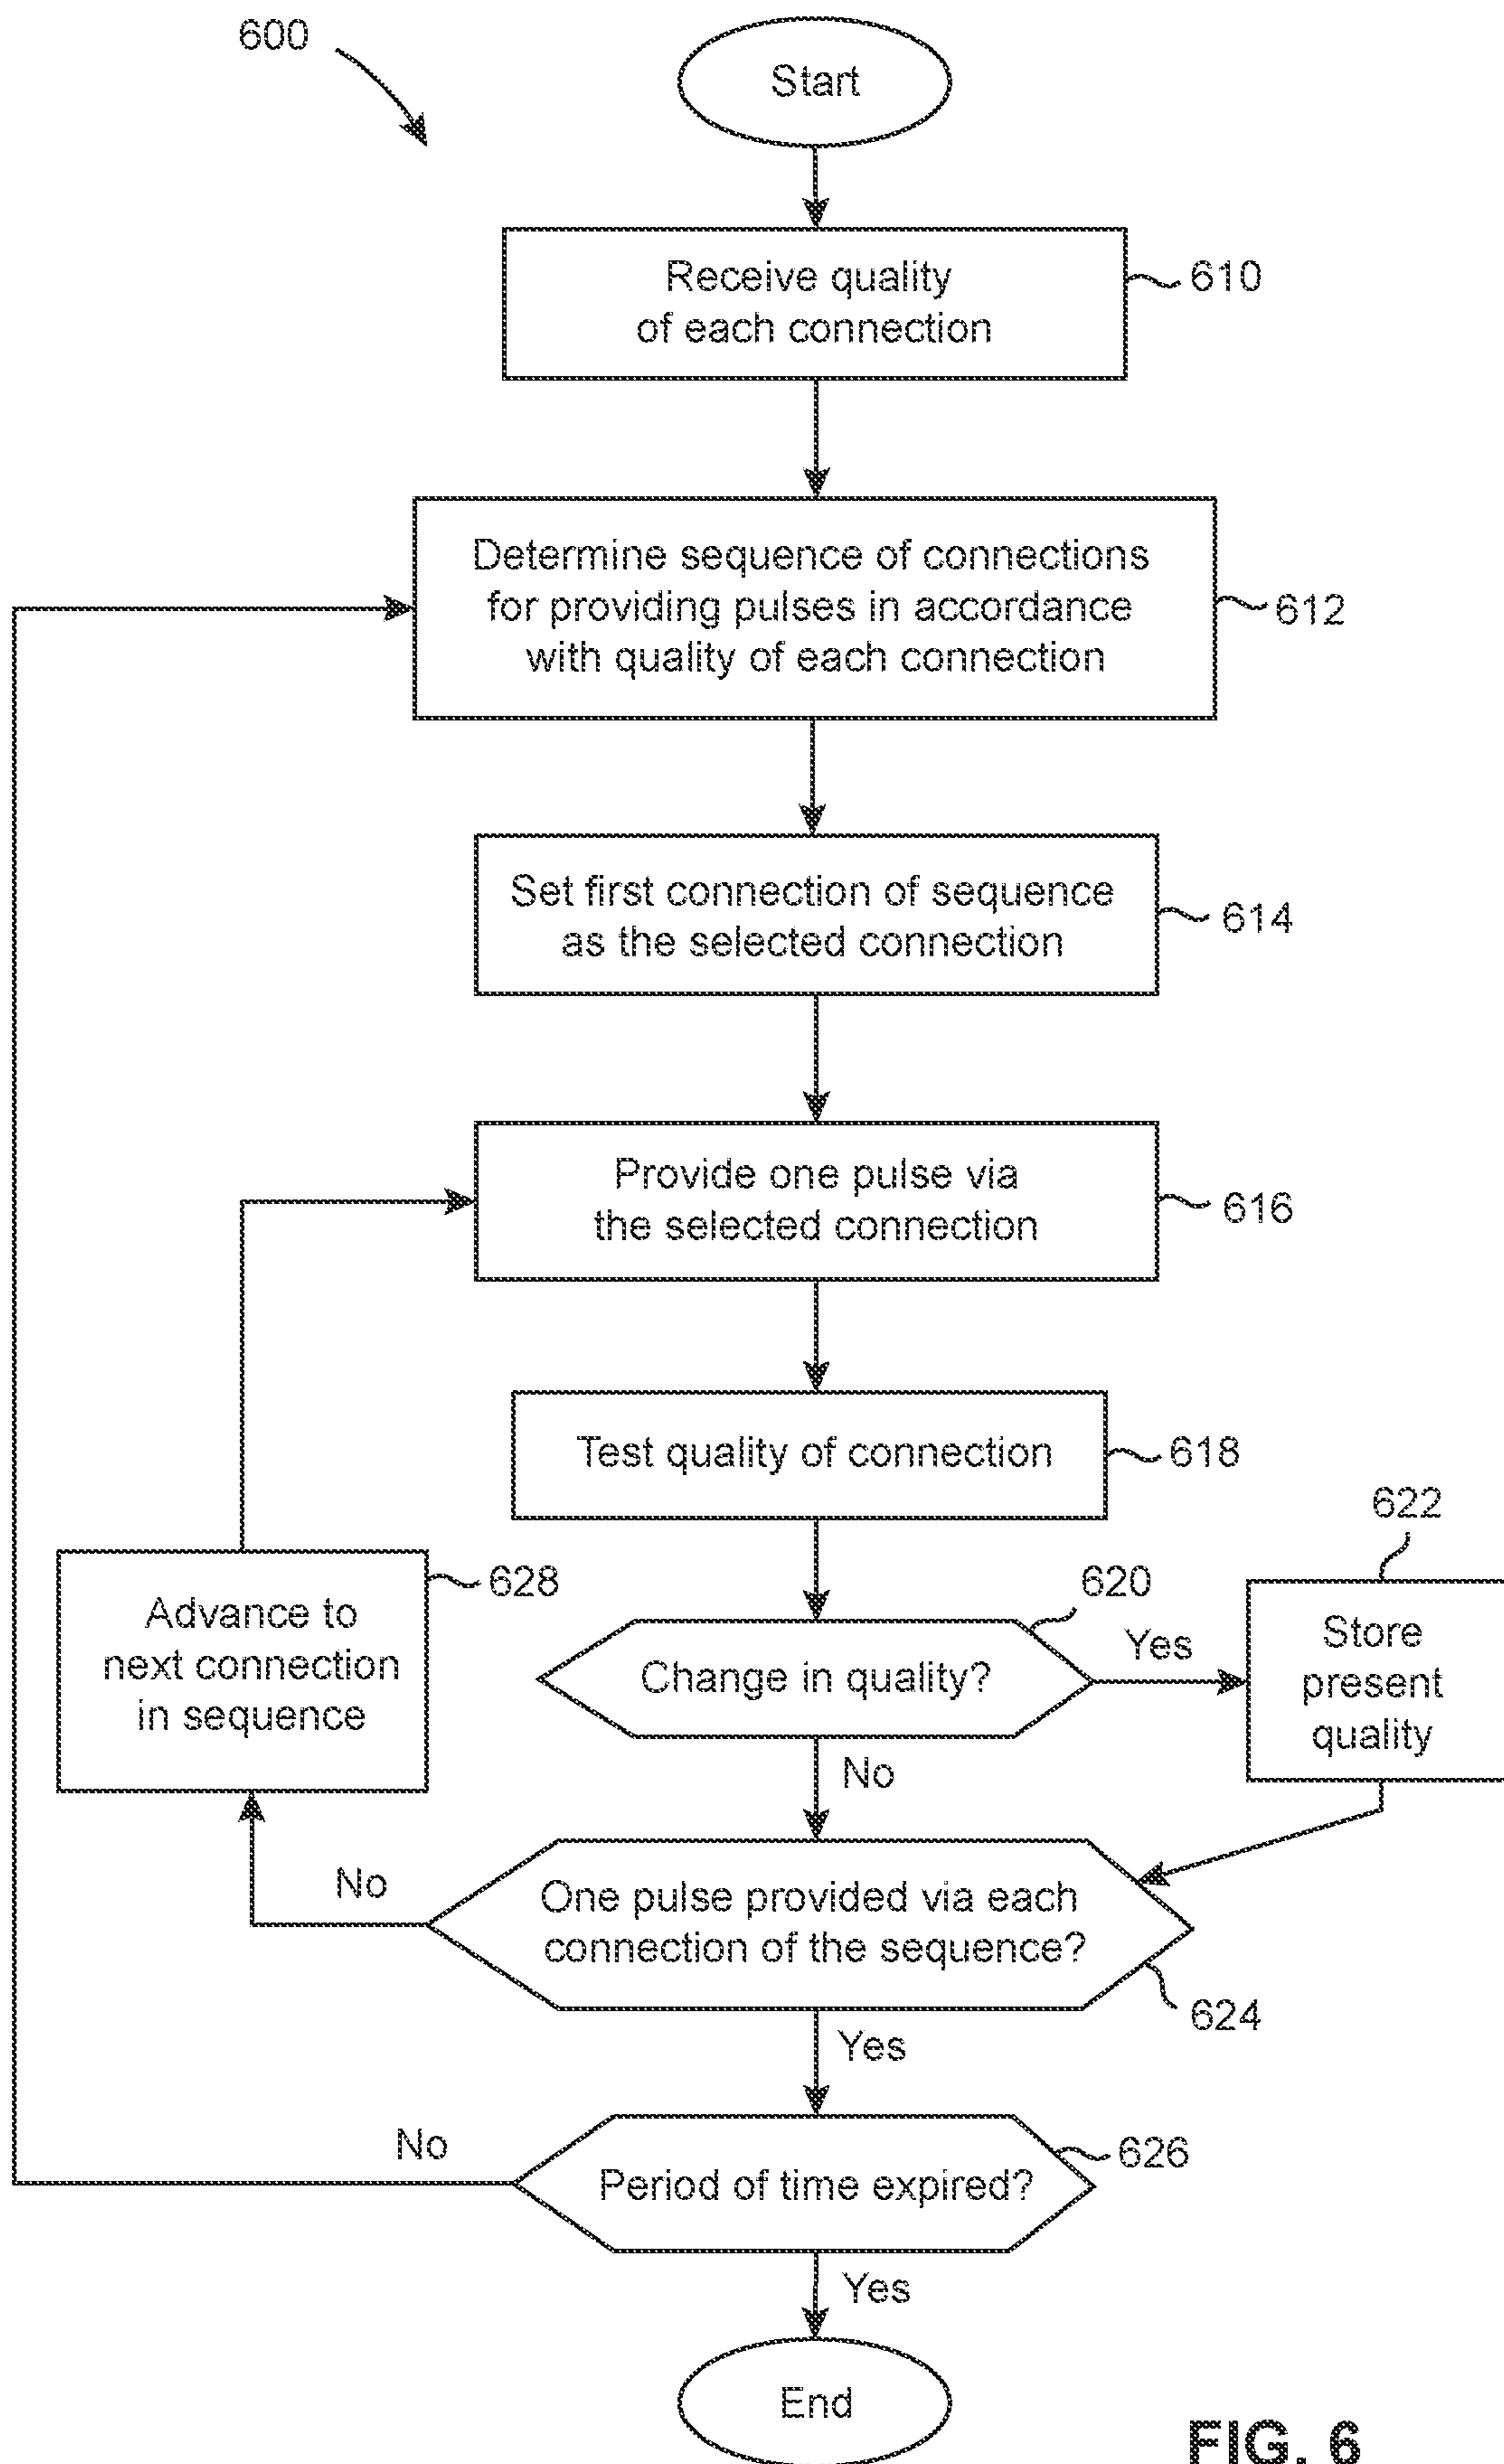 600
Start
Receive quality
of each connection
610
Determine sequence of connections
for providing pulses in accordance
with quality of each connection
612
Set first connection of sequence
as the selected connection
614
Provide one pulse via
the selected connection
616
Test quality of connection
618
622
Advance to
next connection
in sequence
628
620
Change in quality?
Yes
Store
present
quality
No
No
One pulse provided via each
connection of the sequence?
624
Yes
No
Period of time expired?
626
Yes
End
FIG. 6